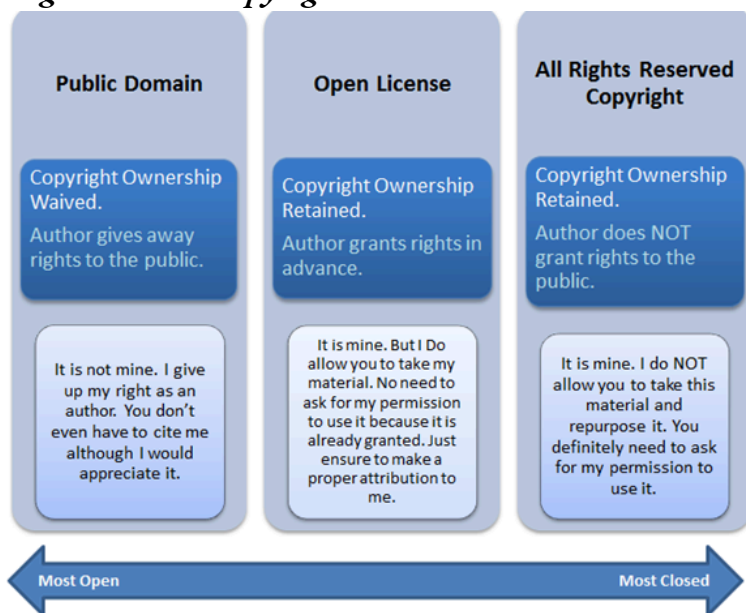 Public Domain
Copyright Ownership
Waived.
Author gives away
rights to the public.
It is not mine. I give
up my right as an
author. You don't
even have to cite me
although I would
appreciate it.
Open License
Copyright Ownership
Retained.
Author grants rights in
advance.
It is mine. But I Do
allow you to take my
material. No need to
ask for my permission
to use it because it is
already granted. Just
ensure to make a
proper attribution to
me.
All Rights Reserved
Copyright
Copyright Ownership
Retained.
Author does NOT
grant rights to the
public.
It is mine. I do NOT
allow you to take this
material and
repurpose it. You
definitely need to ask
for my permission to
use it.
Most Open
Most Closed